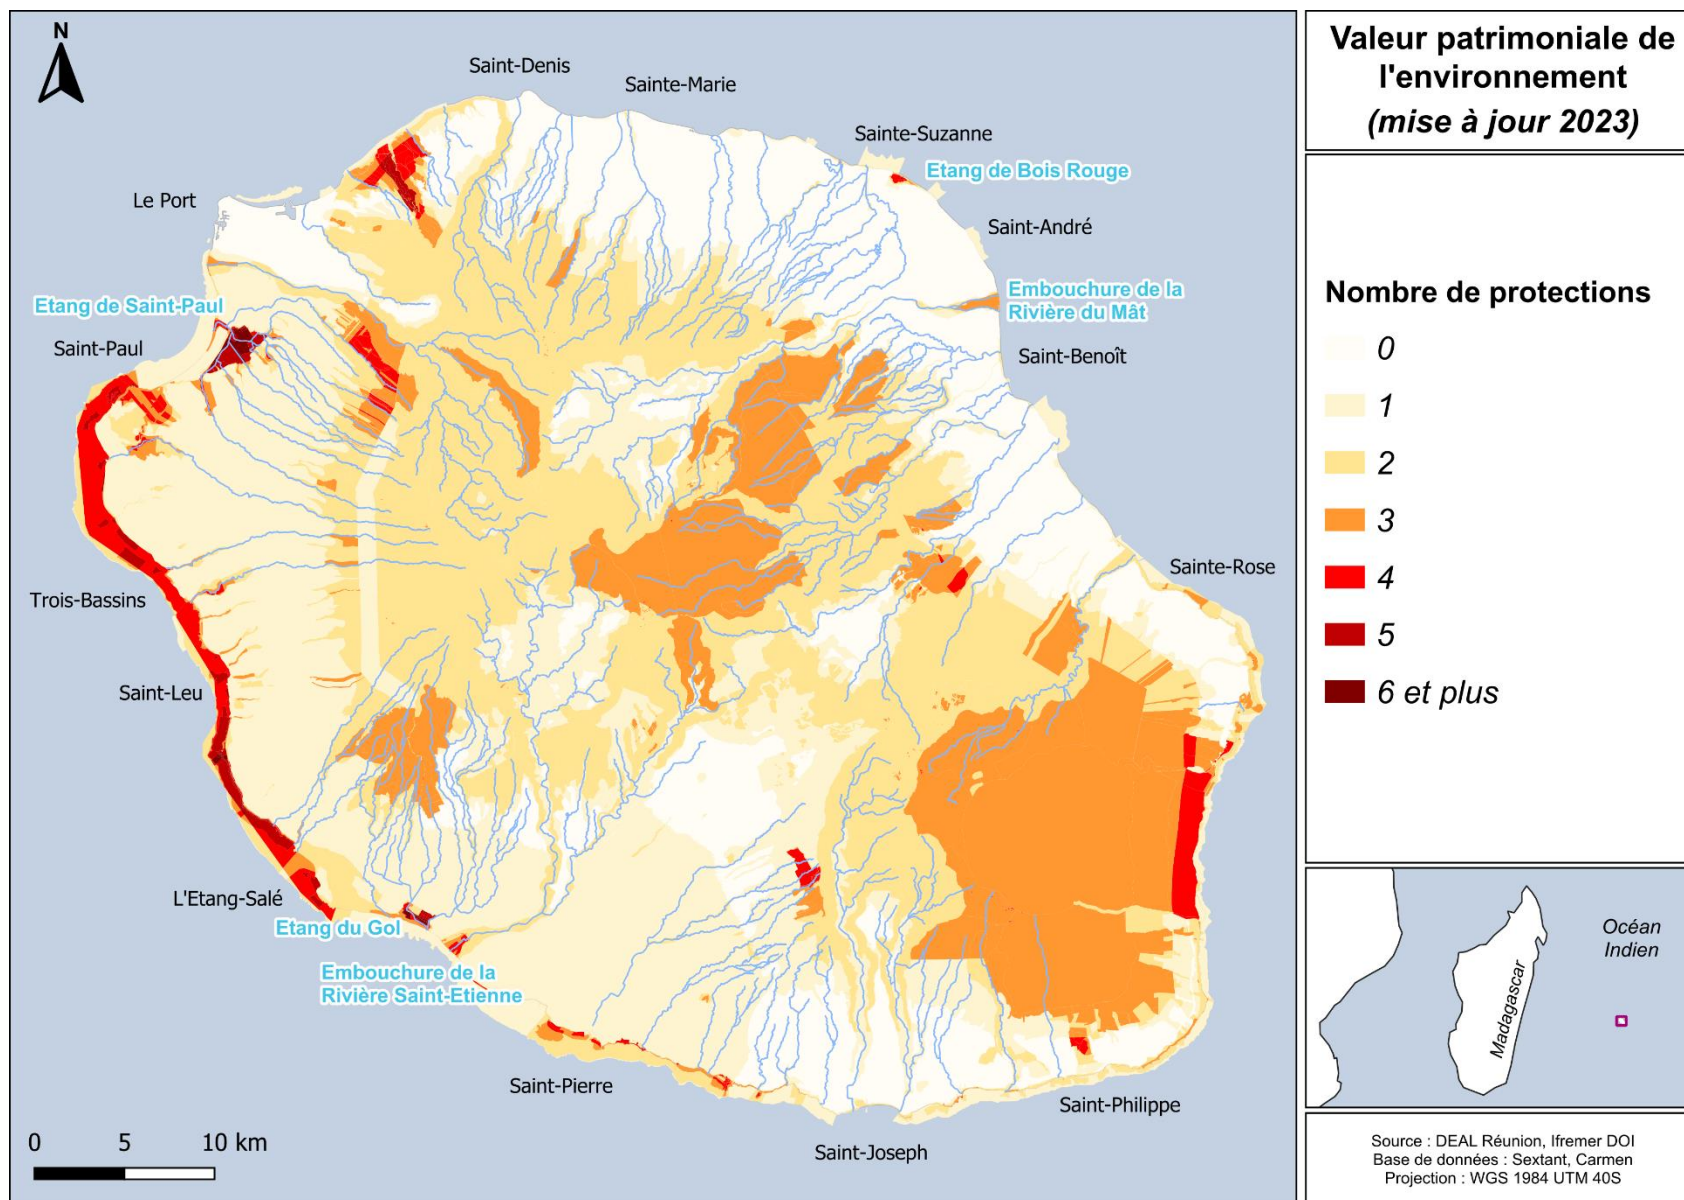 N
Saint-Denis
Sainte-Marie
Sainte-Suzanne
Etang de Bois Rouge
Le Port
Saint-André
Etang de Saint-Paul
Embouchure de la
Rivière du Mât
Saint-Paul
Saint-Benoît
Sainte-Rose
Trois-Bassins
Saint-Leu
L'Etang-Salé
Etang du Gol
Embouchure de la
Rivière Saint-Etienne
Saint-Pierre
Saint-Philippe
Saint-Joseph
0 5 10 km
Valeur patrimoniale de
l'environnement
(mise à jour 2023)
Nombre de protections
0
1
2
3
4
5
6 et plus
Océan
Indien
Madagascar
Source : DEAL Réunion, Ifremer DOI
Base de données : Sextant, Carmen
Projection : WGS 1984 UTM 40S